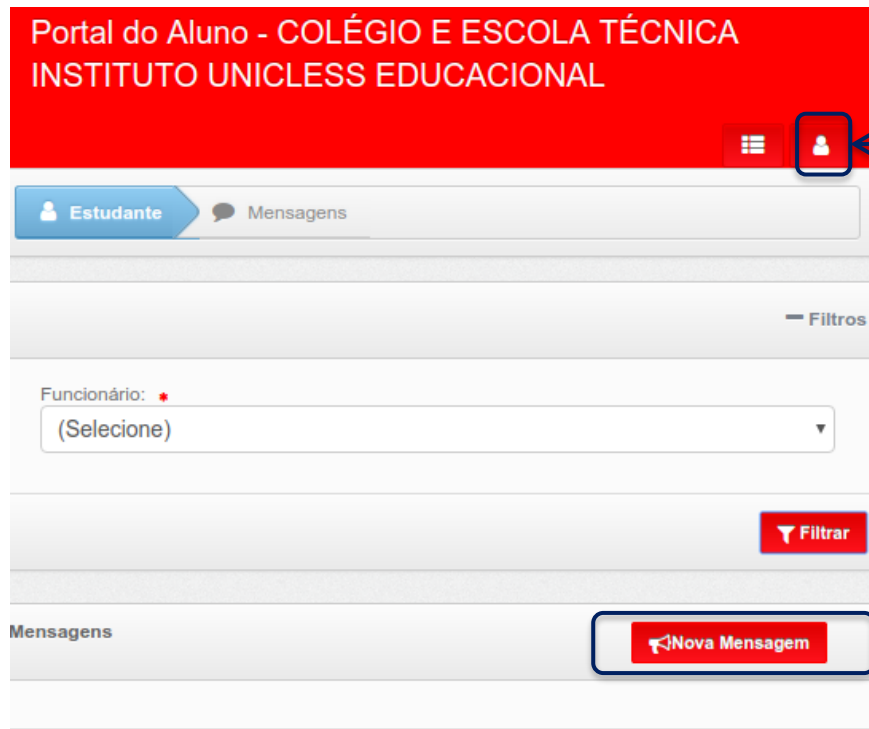 Portal do Aluno - COLÉGIO E ESCOLA TÉCNICA
INSTITUTO UNICLESS EDUCACIONAL
Estudante
Mensagens
Filtros
Funcionário: *
(Selecione)
Filtrar
Mensagens
Nova Mensagem